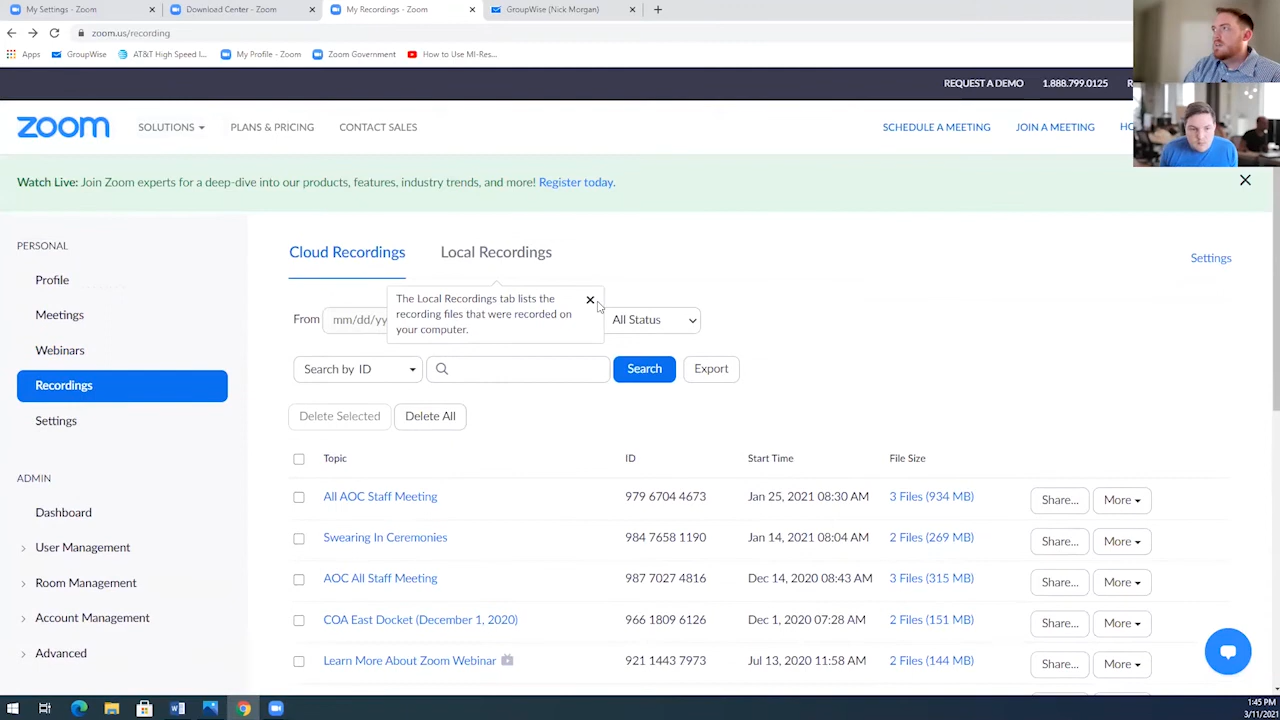 My Settings - Zoom
Download Center - Zoom
My Recordings - Zoom
GroupWise (Nick Morgan)
zoom.us/recording
Apps
GroupWise
AT&T High Speed I...
My Profile - Zoom
Zoom Government
How to Use MI-Res...
REQUEST A DEMO
1.888.799.0125
R
zoom
SOLUTIONS
PLANS & PRICING
CONTACT SALES
SCHEDULE A MEETING
JOIN A MEETING
HO
Watch Live: Join Zoom experts for a deep-dive into our products, features, industry trends, and more! Register today.
PERSONAL
Profile
Meetings
Webinars
Recordings
Settings
ADMIN
Dashboard
User Management
Room Management
Account Management
Advanced
Cloud Recordings
Local Recordings
Settings
The Local Recordings tab lists the
recording files that were recorded on
your computer.
From
mm/dd/yy
All Status
Search by ID
Search
Export
Delete Selected
Delete All
Topic ID Start Time File Size
All AOC Staff Meeting 979 6704 4673 Jan 25, 2021 08:30 AM 3 Files (934 MB) Share... More
Swearing In Ceremonies 984 7658 1190 Jan 14, 2021 08:04 AM 2 Files (269 MB) Share... More
AOC All Staff Meeting 987 7027 4816 Dec 14, 2020 08:43 AM 3 Files (315 MB) Share... More
COA East Docket (December 1, 2020) 966 1809 6126 Dec 1, 2020 07:28 AM 2 Files (151 MB) Share... More
Learn More About Zoom Webinar 921 1443 7973 Jul 13, 2020 11:58 AM 2 Files (144 MB) Share... More
1:45 PM
3/11/2021